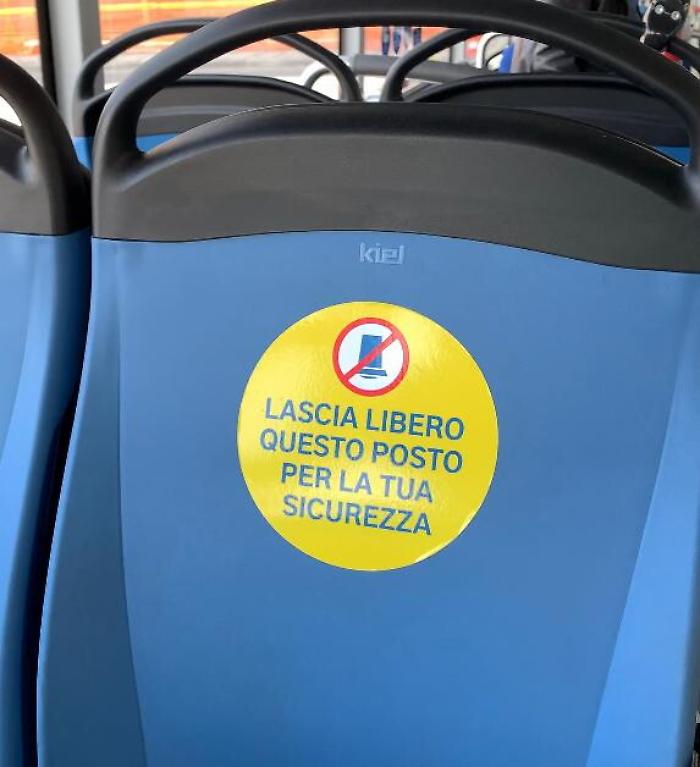 kiel
LASCIA LIBERO
QUESTO POSTO
PER LA TUA
SICUREZZA